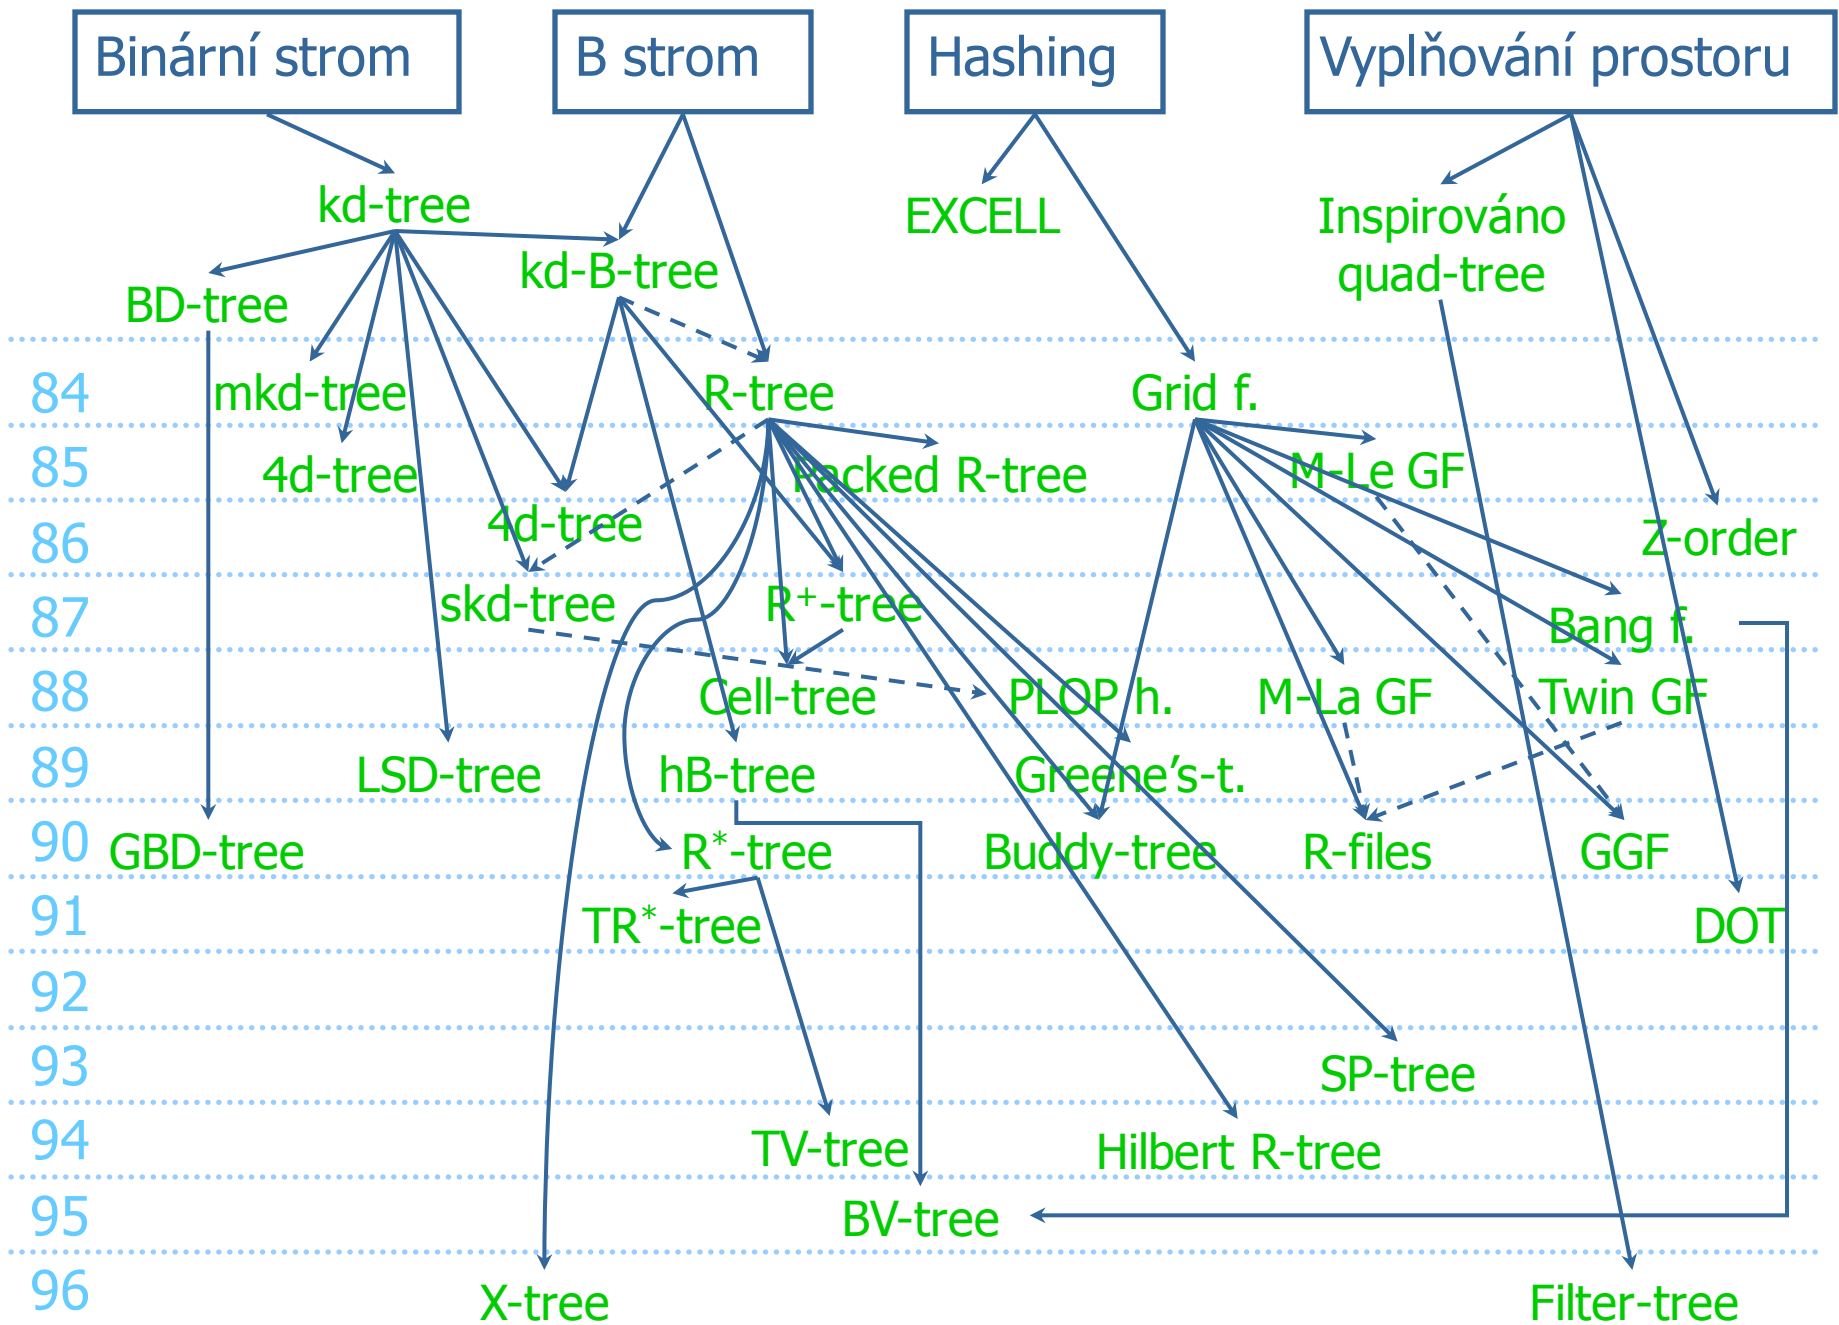 Binární strom
B strom
Hashing
Vyplňování prostoru
kd-tree
EXCELL
Inspirováno
quad-tree
kd-B-tree
BD-tree
84
mkd-tree
R-tree
Grid f.
85
4d-tree
Packed R-tree
M-Le GF
86
4d-tree
Z-order
87
skd-tree
R+-tree
Bang f.
88
Cell-tree
PLOP h.
M-La GF
Twin GF
89
LSD-tree
hB-tree
Greene’s-t.
90
GBD-tree
R*-tree
Buddy-tree
R-files
GGF
91
TR*-tree
DOT
92
93
SP-tree
94
TV-tree
Hilbert R-tree
95
BV-tree
96
X-tree
Filter-tree